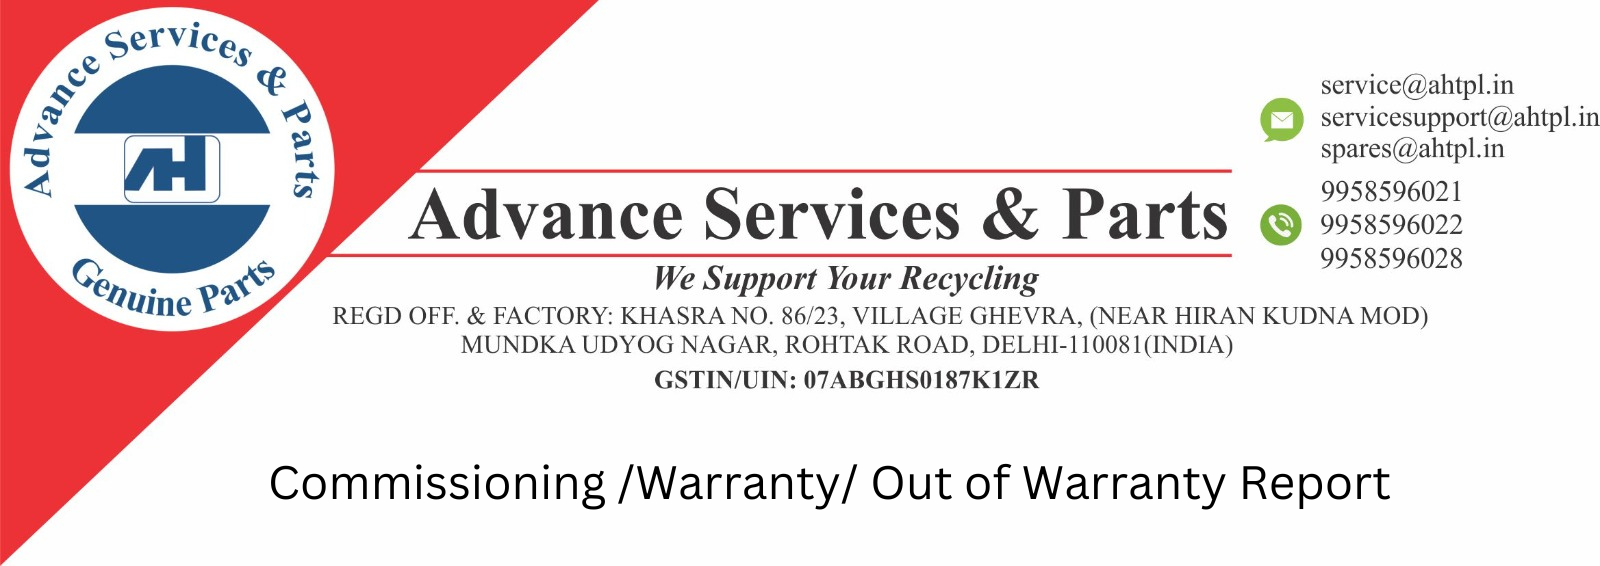 Advance Services & Parts
AH
Genuine Parts
service@ahtpl.in
servicesupport@ahtpl.in
spares@ahtpl.in
9958596021
9958596022
9958596028
Advance Services & Parts
We Support Your Recycling
REGD OFF. & FACTORY: KHASRA NO. 86/23, VILLAGE GHEVRA, (NEAR HIRAN KUDNA MOD)
MUNDKA UDYOG NAGAR, ROHTAK ROAD, DELHI-110081(INDIA)
GSTIN/UIN: 07ABGHS0187K1ZR
Commissioning /Warranty/ Out of Warranty Report